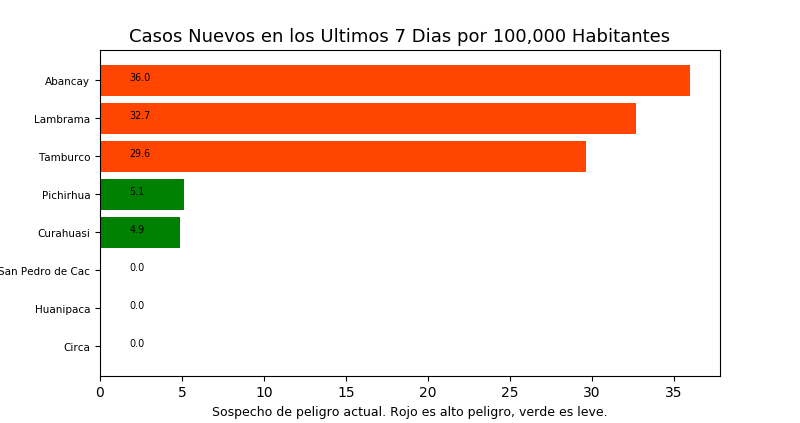 Casos Nuevos en los Ultimos 7 Dias por 100,000 Habitantes
Abancay 36.0
Lambrama 32.7
Tamburco 29.6
Pichirhua 5.1
Curahuasi 4.9
San Pedro de Cac 0.0
Huanipaca 0.0
Circa 0.0
0 5 10 15 20 25 30 35
Sospecho de peligro actual. Rojo es alto peligro, verde es leve.